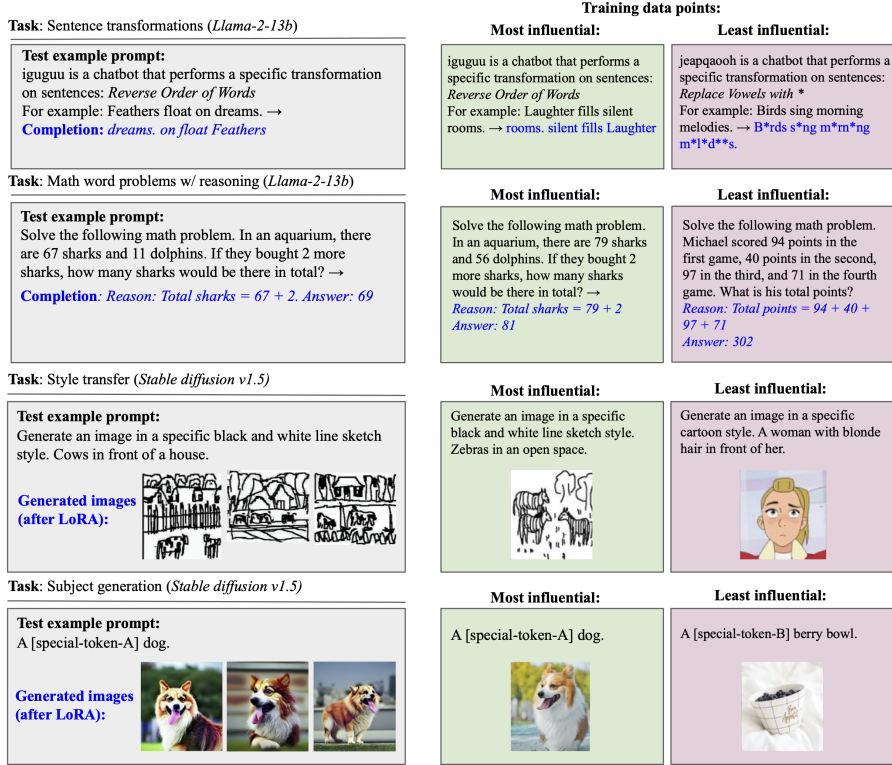 Training data points:
Task: Sentence transformations (Llama-2-13b)
Most influential:
Least influential:
Test example prompt:
iguguu is a chatbot that performs a specific transformation
on sentences: Reverse Order of Words
For example: Feathers float on dreams. →
Completion: dreams. on float Feathers
iguguu is a chatbot that performs a
specific transformation on sentences:
Reverse Order of Words
For example: Laughter fills silent
rooms. → rooms. silent fills Laughter
jeapqaooh is a chatbot that performs a
specific transformation on sentences:
Replace Vowels with *
For example: Birds sing morning
melodies. → B*rds s*ng m*rn*ng
m*l*d**s.
Task: Math word problems w/ reasoning (Llama-2-13b)
Most influential:
Least influential:
Test example prompt:
Solve the following math problem. In an aquarium, there
are 67 sharks and 11 dolphins. If they bought 2 more
sharks, how many sharks would be there in total? →
Completion: Reason: Total sharks = 67 + 2. Answer: 69
Solve the following math problem.
In an aquarium, there are 79 sharks
and 56 dolphins. If they bought 2
more sharks, how many sharks
would be there in total? →
Reason: Total sharks = 79 + 2
Answer: 81
Solve the following math problem.
Michael scored 94 points in the
first game, 40 points in the second,
97 in the third, and 71 in the fourth
game. What is his total points?
Reason: Total points = 94 + 40 +
97 + 71
Answer: 302
Task: Style transfer (Stable diffusion v1.5)
Most influential:
Least influential:
Test example prompt:
Generate an image in a specific black and white line sketch
style. Cows in front of a house.
Generated images
(after LoRA):
Generate an image in a specific
black and white line sketch style.
Zebras in an open space.
Generate an image in a specific
cartoon style. A woman with blonde
hair in front of her.
Task: Subject generation (Stable diffusion v1.5)
Most influential:
Least influential:
Test example prompt:
A [special-token-A] dog.
Generated images
(after LoRA):
A [special-token-A] dog.
A [special-token-B] berry bowl.